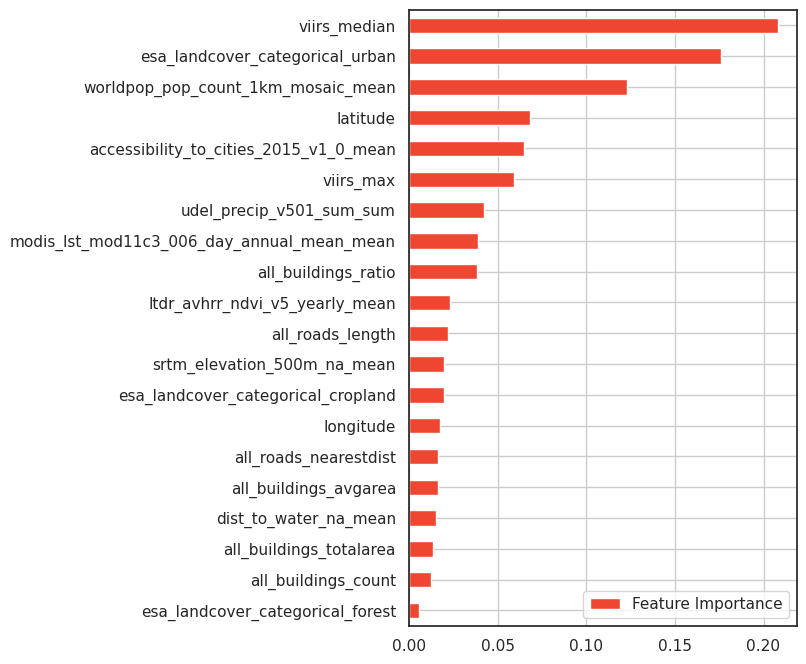 viirs_median
esa_landcover_categorical_urban
worldpop_pop_count_1km_mosaic_mean
latitude
accessibility_to_cities_2015_v1_0_mean
viirs_max
udel_precip_v501_sum_sum
modis_lst_mod11c3_006_day_annual_mean_mean
all_buildings_ratio
ltdr_avhrr_ndvi_v5_yearly_mean
all_roads_length
srtm_elevation_500m_na_mean
esa_landcover_categorical_cropland
longitude
all_roads_nearestdist
all_buildings_avgarea
dist_to_water_na_mean
all_buildings_totalarea
all_buildings_count
esa_landcover_categorical_forest
Feature Importance
0.00 0.05 0.10 0.15 0.20